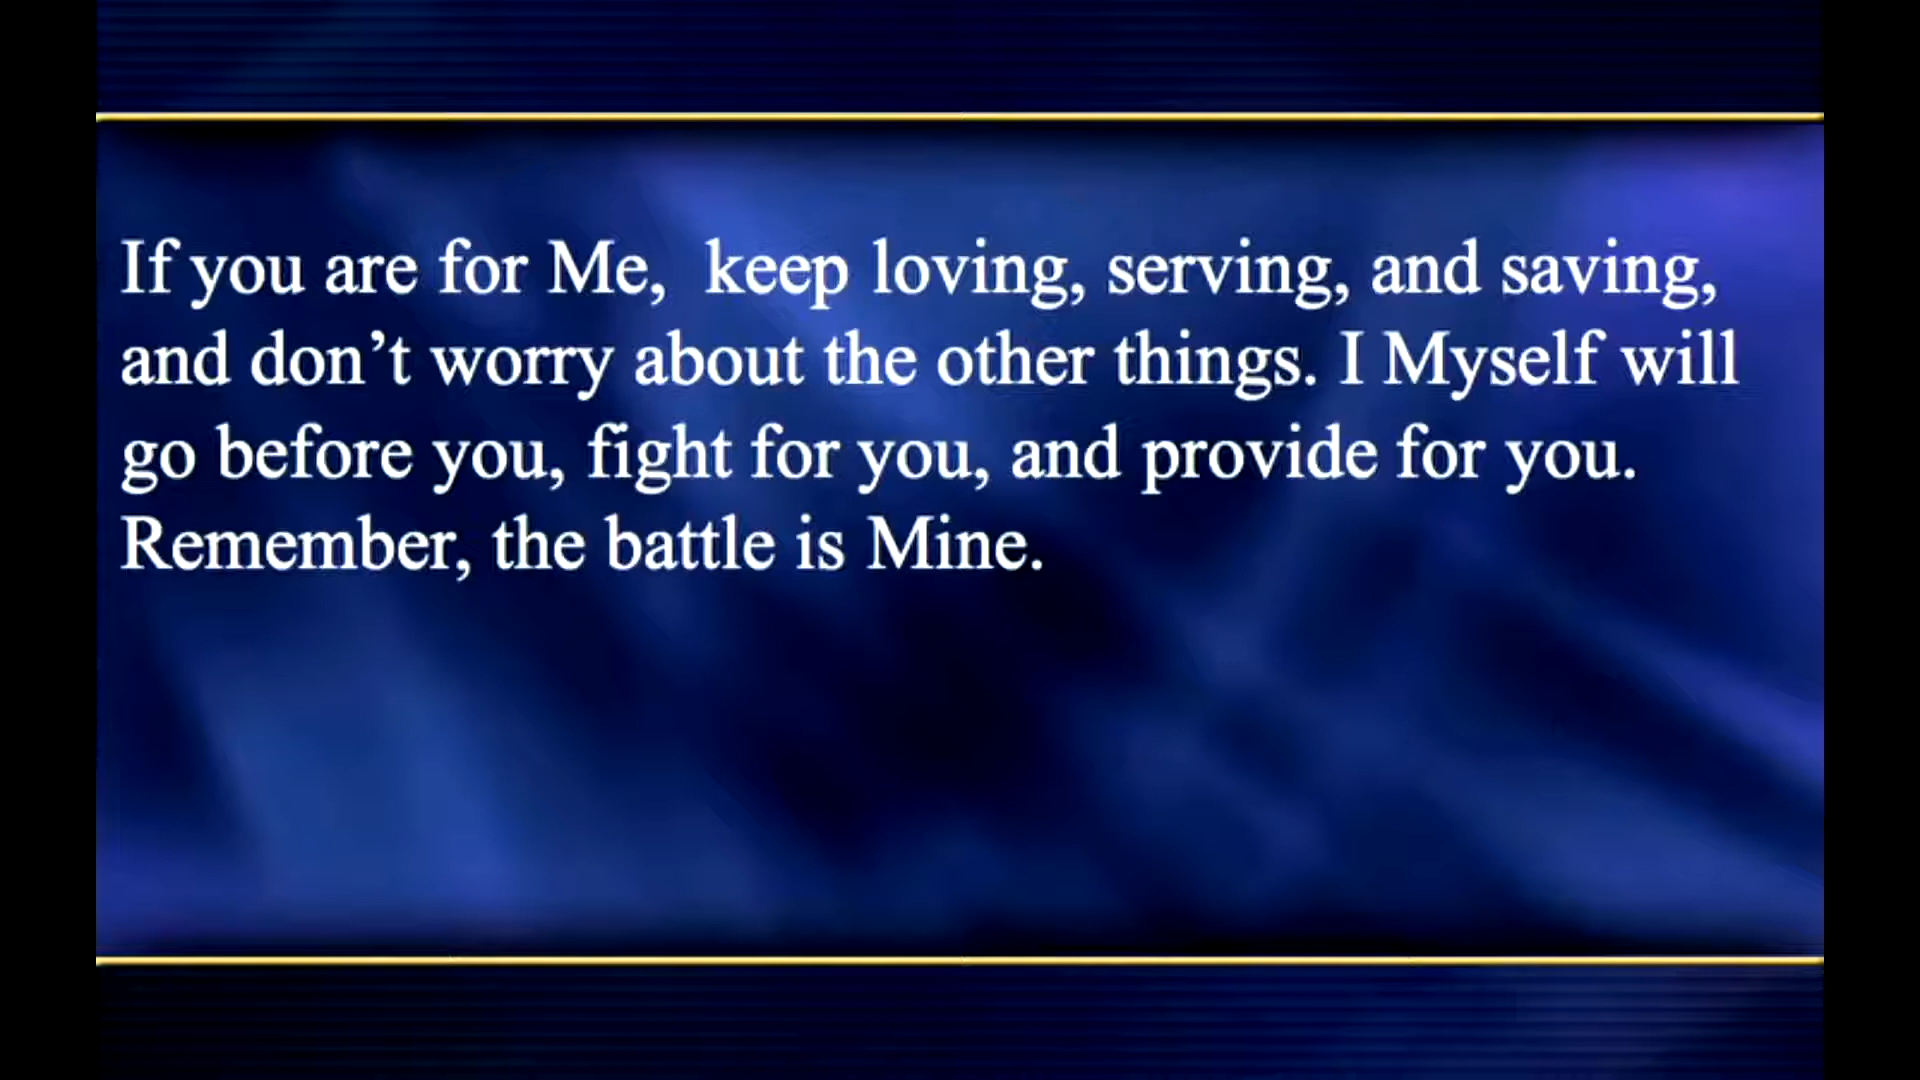 If you are for Me,  keep loving, serving, and saving,
and don’t worry about the other things. I Myself will
go before you, fight for you, and provide for you.
Remember, the battle is Mine.